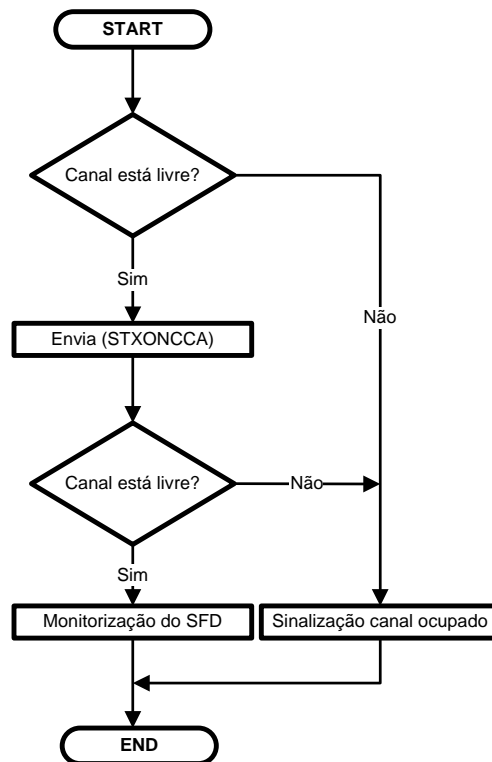 START
Canal está livre?
Sim
Envia (STXONCCA)
Não
Canal está livre?
Não
Sim
Monitorização do SFD
Sinalização canal ocupado
END